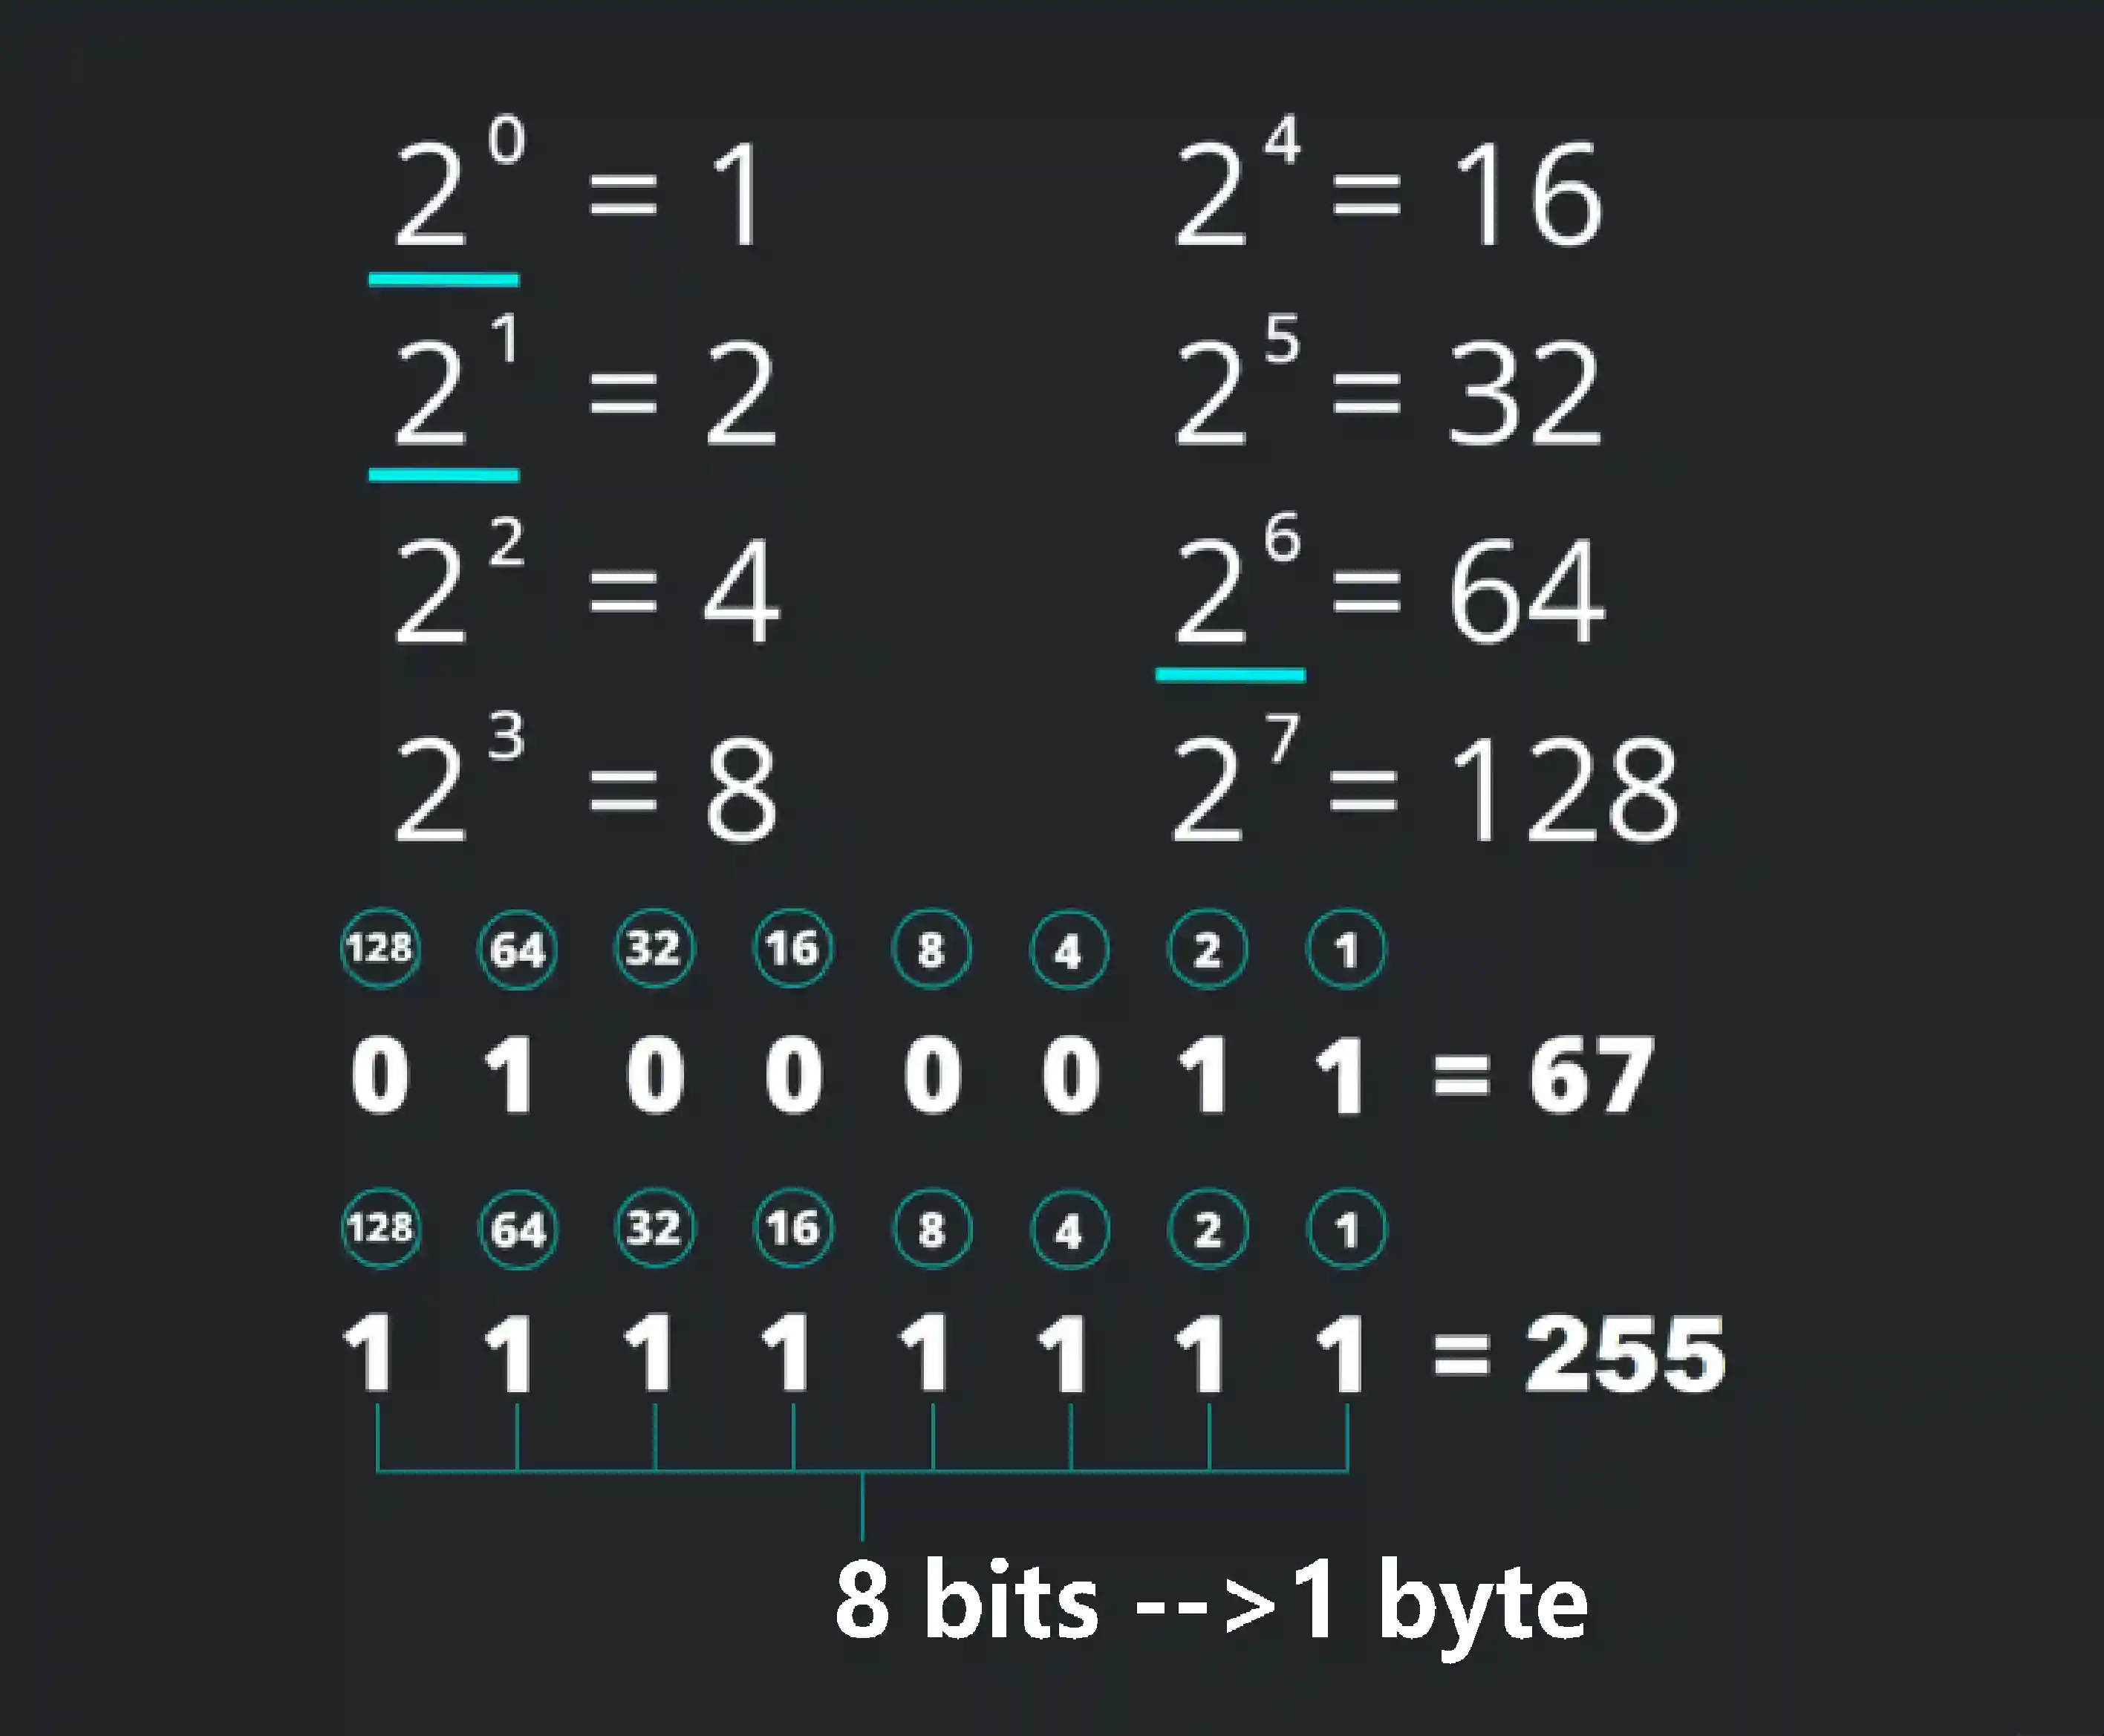 2⁰ = 1
2¹ = 2
2² = 4
2³ = 8
2⁴ = 16
2⁵ = 32
2⁶ = 64
2⁷ = 128
128 64 32 16 8 4 2 1
0 1 0 0 0 0 1 1 = 67
128 64 32 16 8 4 2 1
1 1 1 1 1 1 1 1 = 255
8 bits -->1 byte